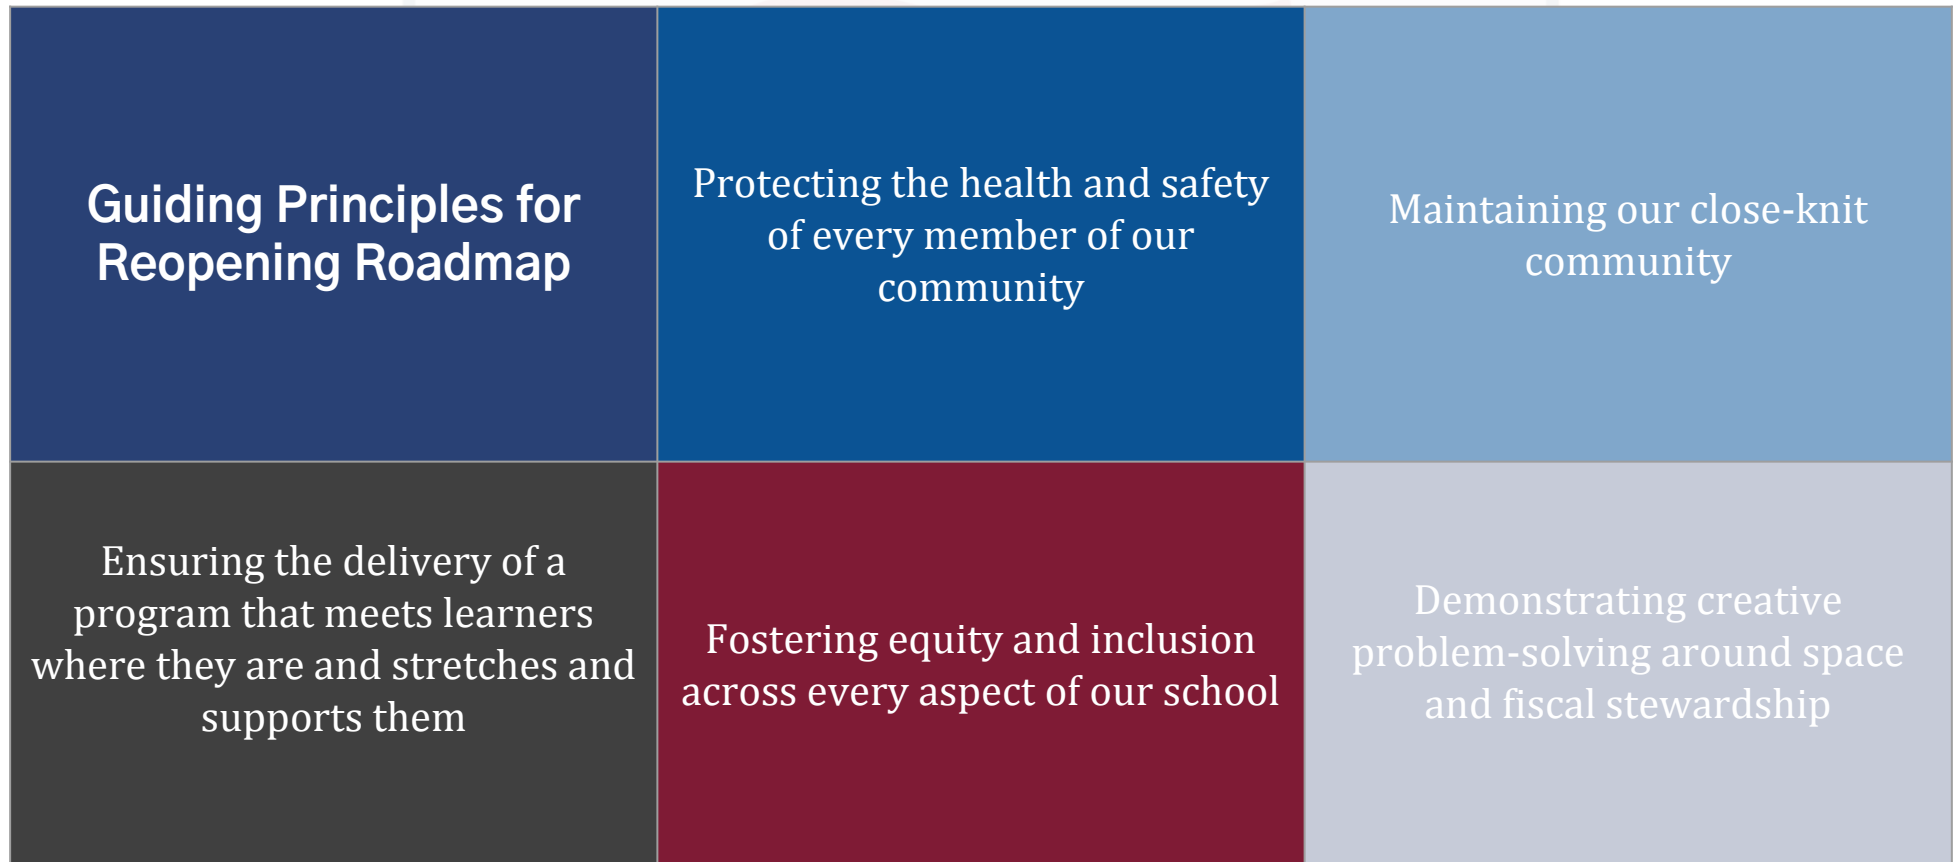 Guiding Principles for
Reopening Roadmap
Protecting the health and safety
of every member of our
community
Maintaining our close-knit
community
Ensuring the delivery of a
program that meets learners
where they are and stretches and
supports them
Fostering equity and inclusion
across every aspect of our school
Demonstrating creative
problem-solving around space
and fiscal stewardship